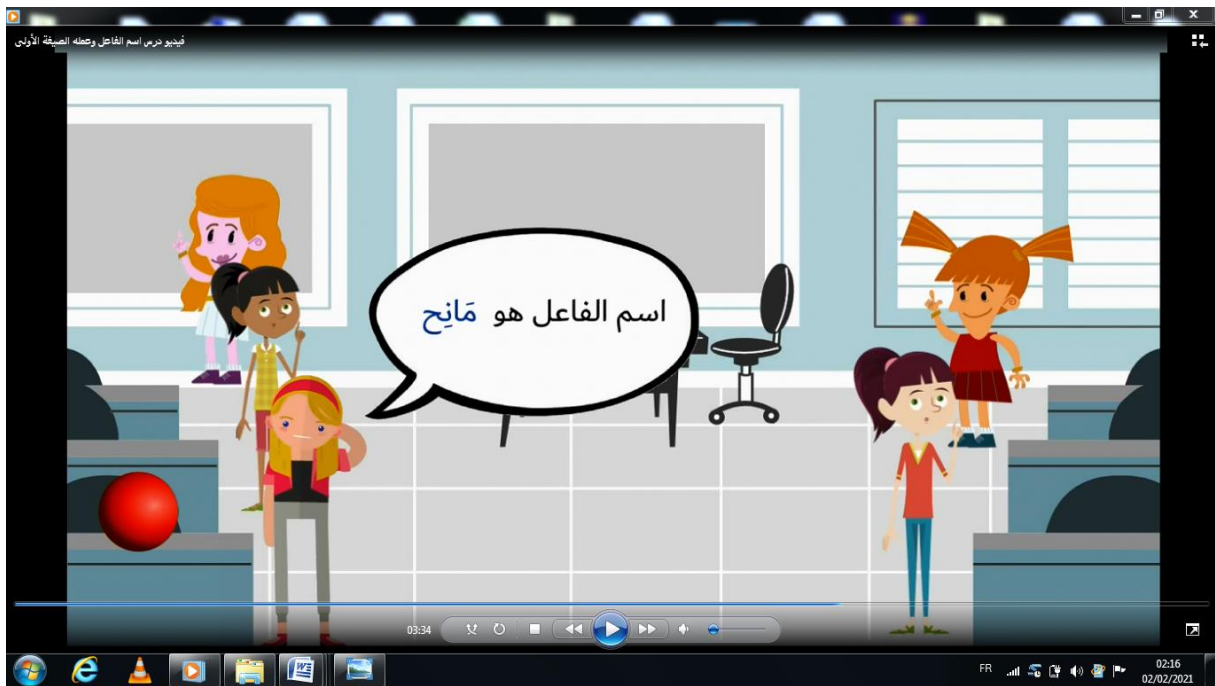 فيديو درس اسم الفاعل وعمله الصيغة الأولى
اسم الفاعل هو مَانِح
03:34
FR
02:16
02/02/2021